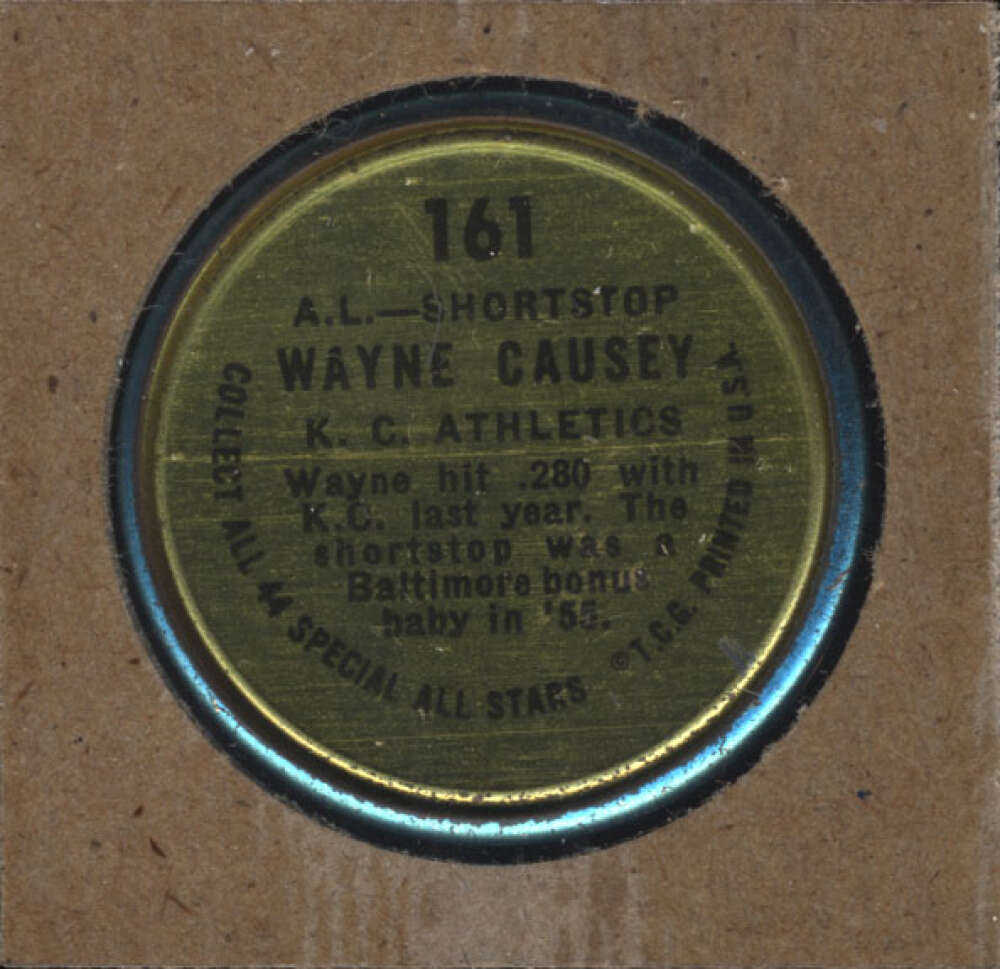 161
A.L.—SHORTSTOP
WAYNE CAUSEY
K. C. ATHLETICS
Wayne hit .280 with
K.C. last year. The
shortstop was a
Baltimore bonus
baby in '55.
COLLECT ALL 44 SPECIAL ALL STARS
©T.C.G. PRINTED IN U.S.A.